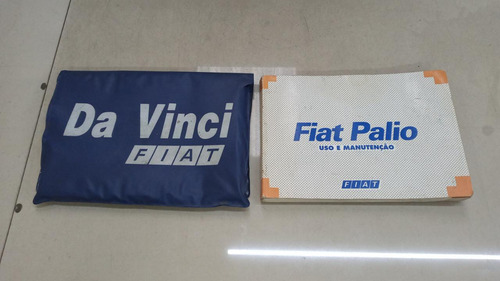 Da Vinci
FIAT
Fiat Palio
USO E MANUTENÇÃO
FIAT